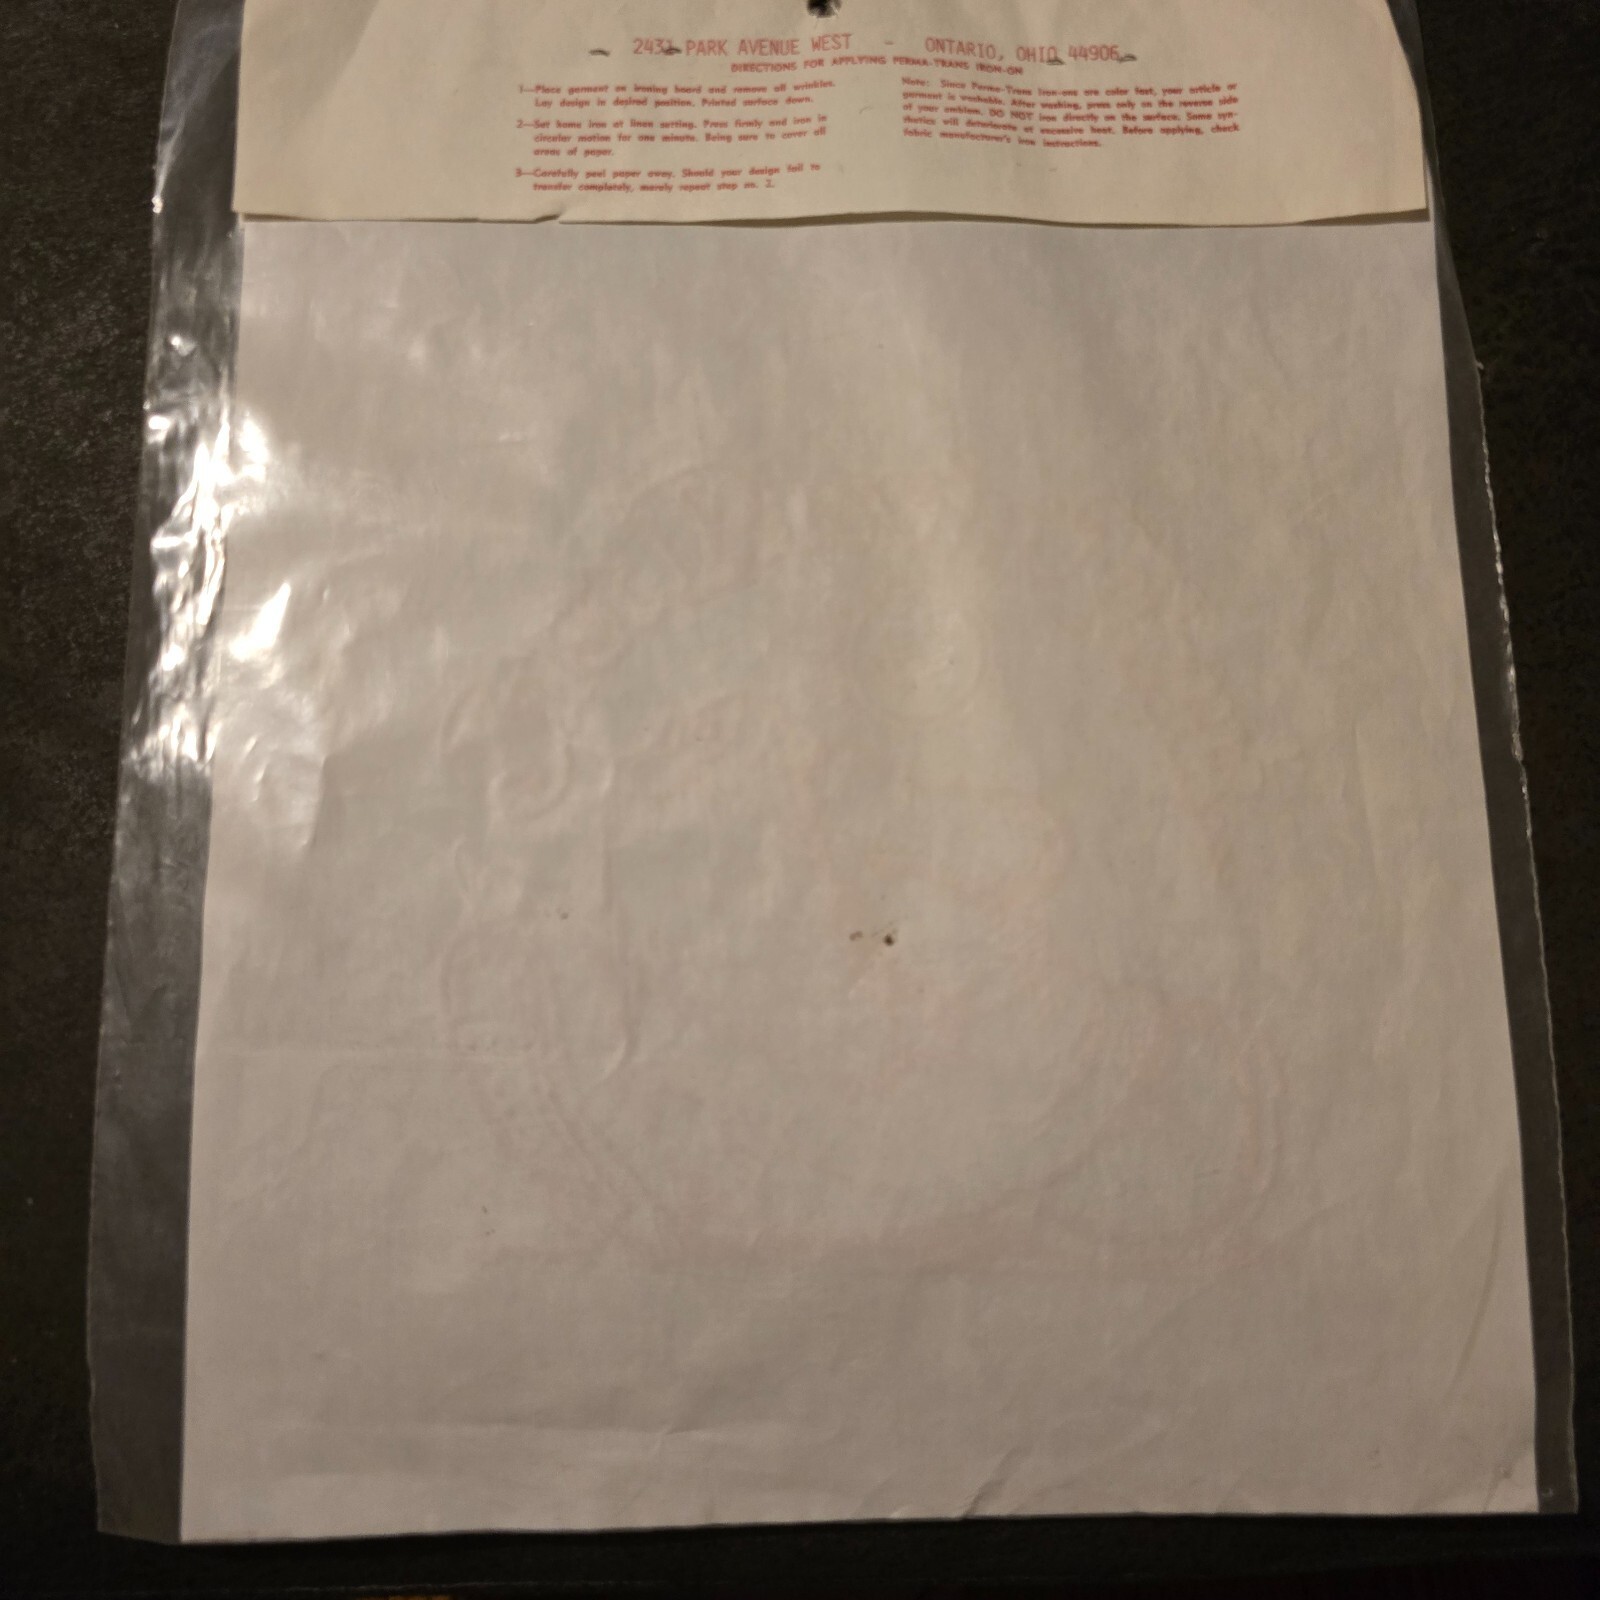 2431 PARK AVENUE WEST - ONTARIO, OHIO 44906
DIRECTIONS FOR APPLYING PERMA-TRANS IRON-ON
1—Place garment on ironing board and remove all wrinkles.
Lay design in desired position. Printed surface down.
2—Set home iron at linen setting. Press firmly and iron in
circular motion for one minute. Being sure to cover all
areas of paper.
3—Carefully peel paper away. Should your design fail to
transfer completely, merely repeat step no. 2.
Note: Since Perma-Trans iron-ons are color fast, your article or
garment is washable. After washing, press only on the reverse side
of your emblem. DO NOT iron directly on the surface. Some syn-
thetics will deteriorate at excessive heat. Before applying, check
fabric manufacturer's iron instructions.